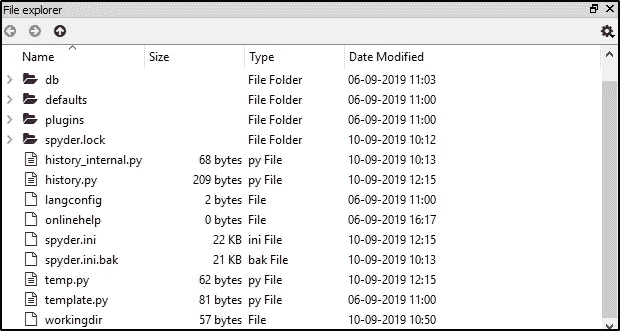 File explorer
Name Size Type Date Modified
db File Folder 06-09-2019 11:03
defaults File Folder 06-09-2019 11:00
plugins File Folder 06-09-2019 11:00
spyder.lock File Folder 10-09-2019 10:12
history_internal.py 68 bytes py File 10-09-2019 10:13
history.py 209 bytes py File 10-09-2019 12:15
langconfig 2 bytes File 06-09-2019 11:00
onlinehelp 0 bytes File 06-09-2019 16:17
spyder.ini 22 KB ini File 10-09-2019 12:15
spyder.ini.bak 21 KB bak File 10-09-2019 10:13
temp.py 62 bytes py File 10-09-2019 12:15
template.py 81 bytes py File 06-09-2019 11:00
workingdir 57 bytes File 10-09-2019 10:50